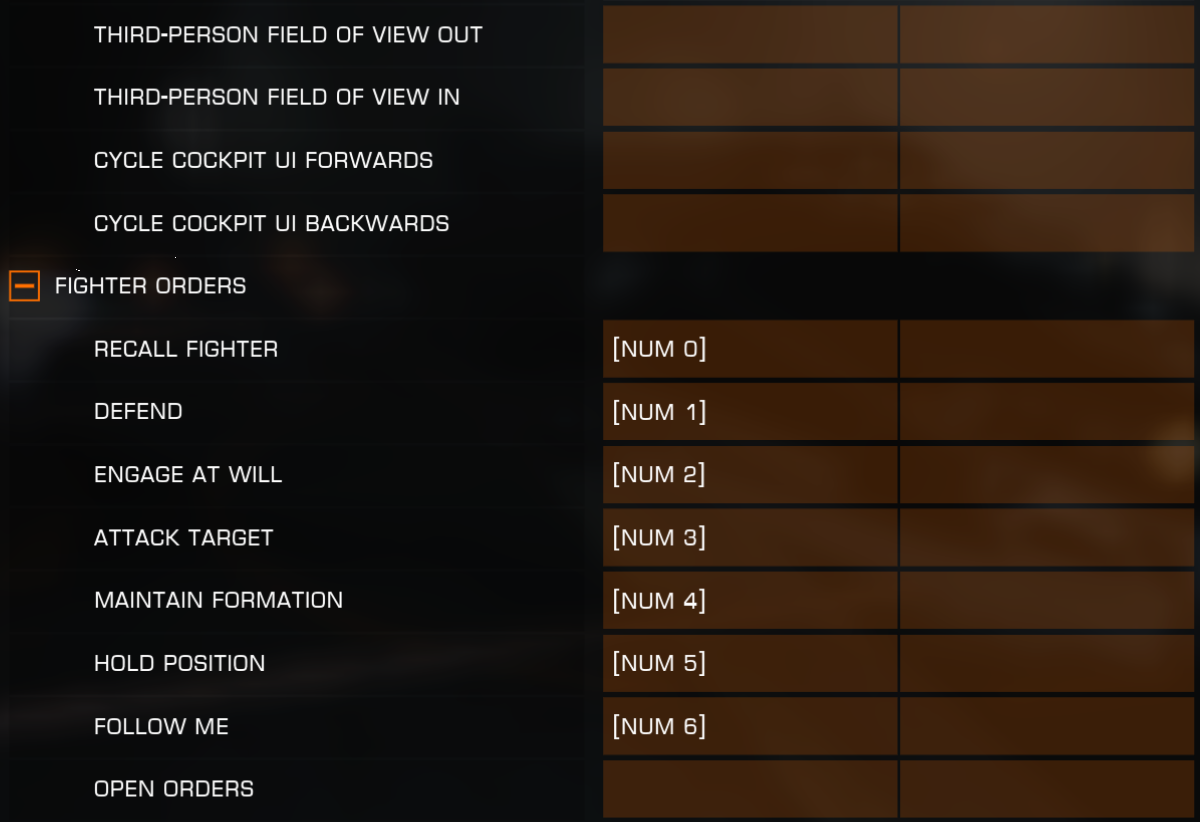 THIRD-PERSON FIELD OF VIEW OUT
THIRD-PERSON FIELD OF VIEW IN
CYCLE COCKPIT UI FORWARDS
CYCLE COCKPIT UI BACKWARDS
FIGHTER ORDERS
RECALL FIGHTER [NUM 0]
DEFEND [NUM 1]
ENGAGE AT WILL [NUM 2]
ATTACK TARGET [NUM 3]
MAINTAIN FORMATION [NUM 4]
HOLD POSITION [NUM 5]
FOLLOW ME [NUM 6]
OPEN ORDERS